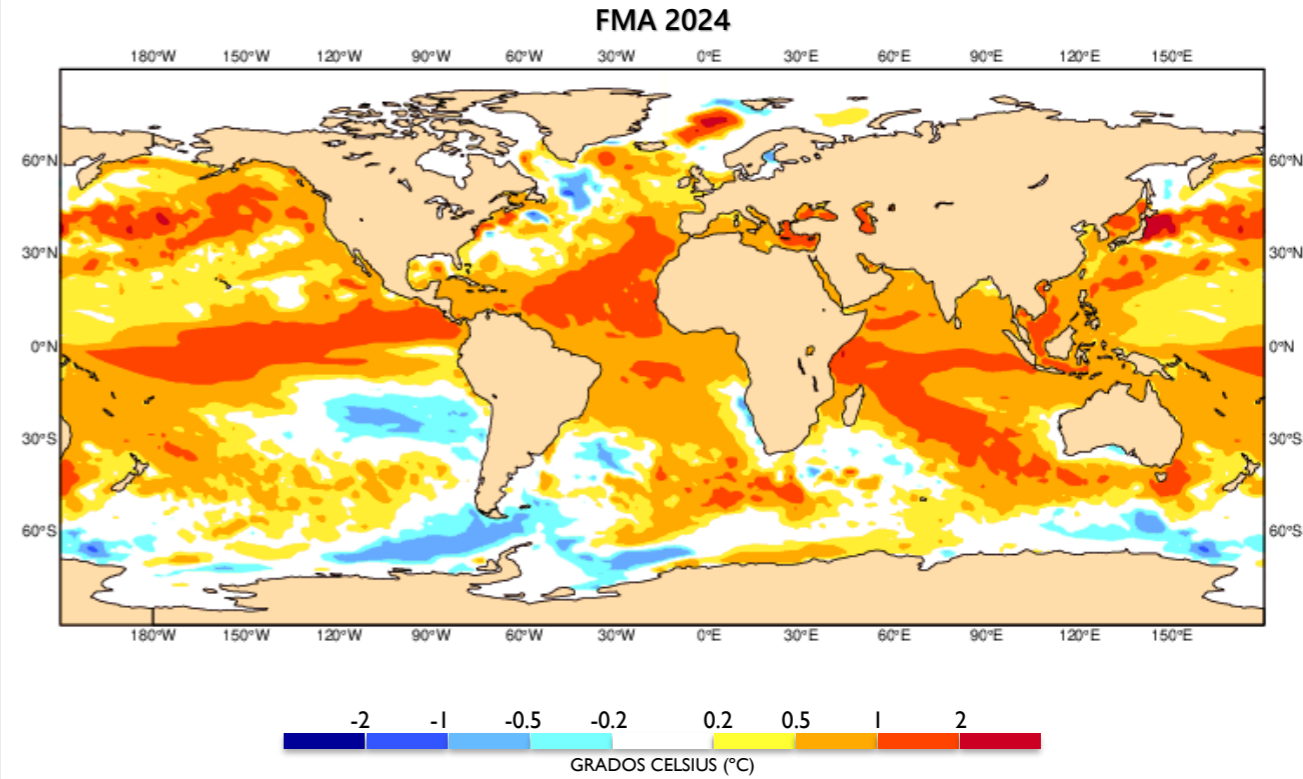 FMA 2024
180°W 150°W 120°W 90°W 60°W 30°W 0°E 30°E 60°E 90°E 120°E 150°E
60°N 60°N
30°N 30°N
0°N 0°N
30°S 30°S
60°S 60°S
180°W 150°W 120°W 90°W 60°W 30°W 0°E 30°E 60°E 90°E 120°E 150°E
-2 -1 -0.5 -0.2 0.2 0.5 1 2
GRADOS CELSIUS (°C)